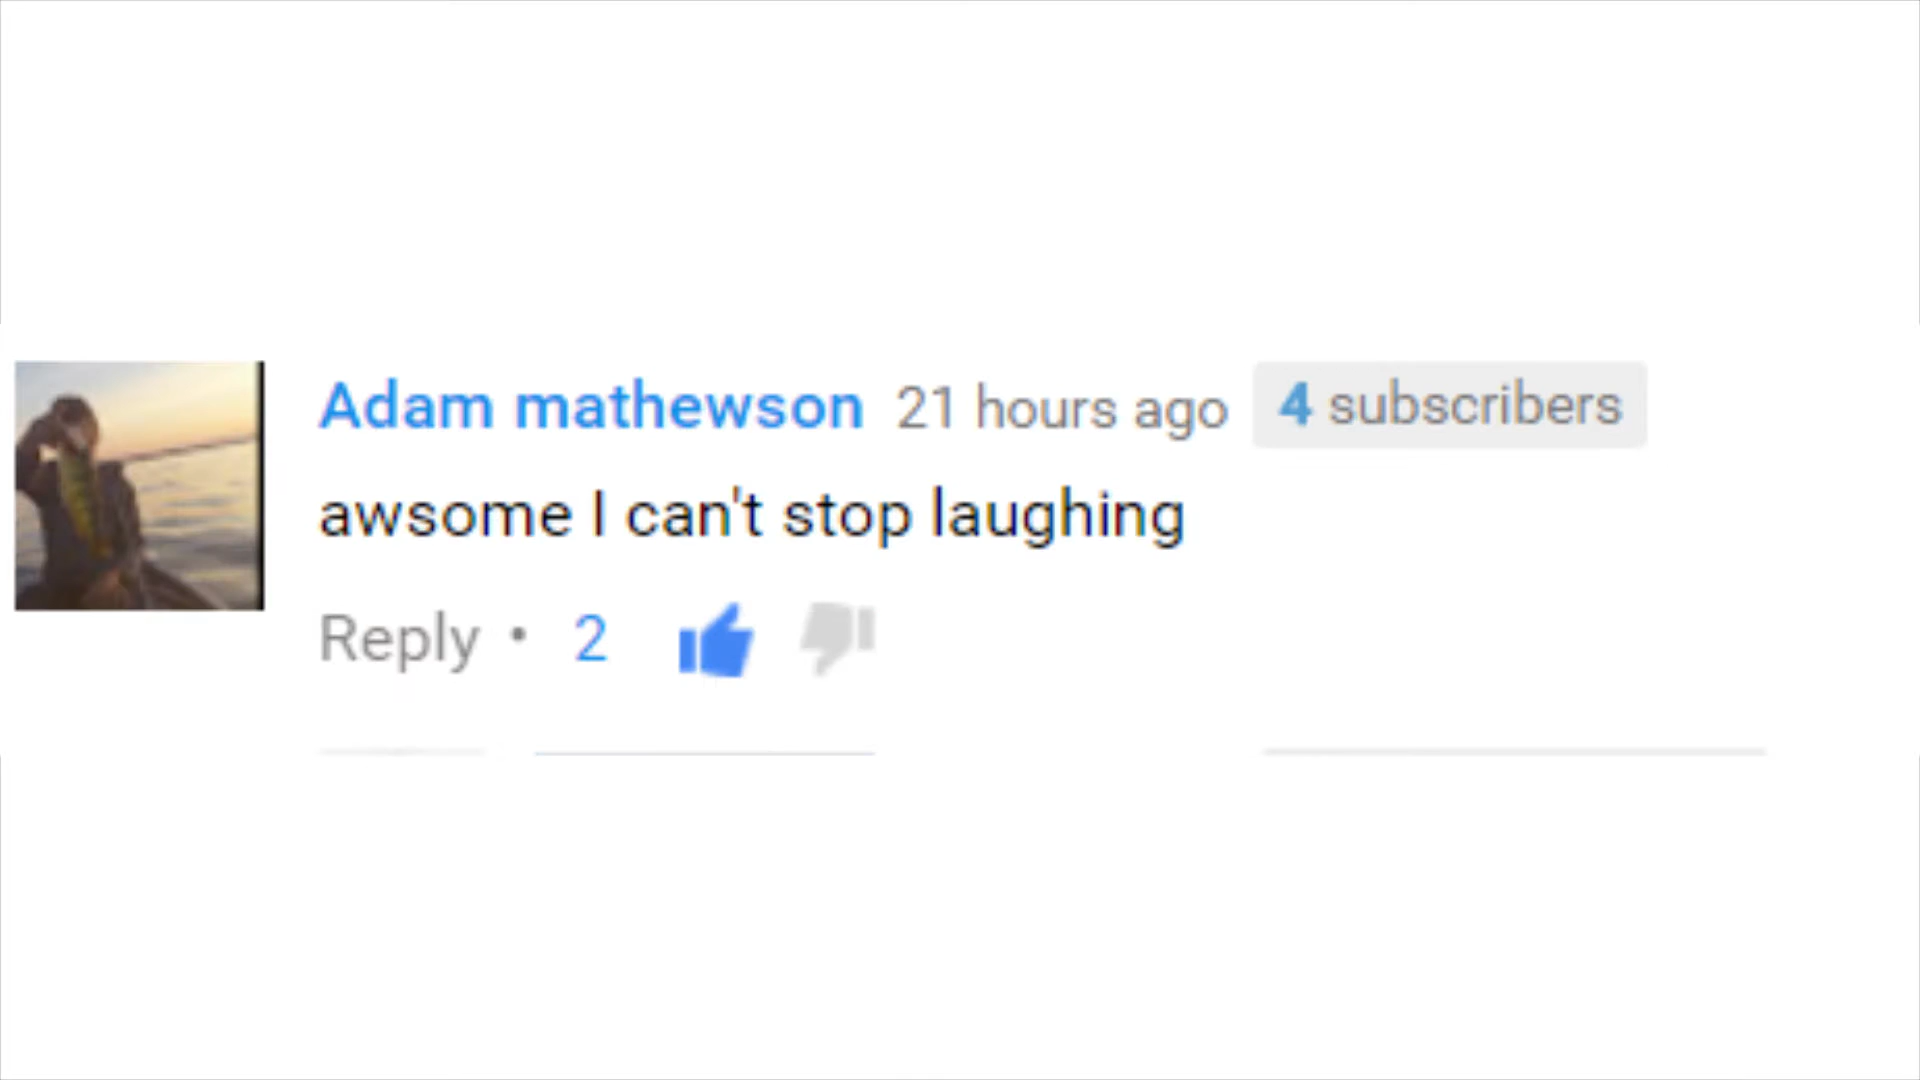 Adam mathewson 21 hours ago 4 subscribers
awsome I can't stop laughing
Reply • 2